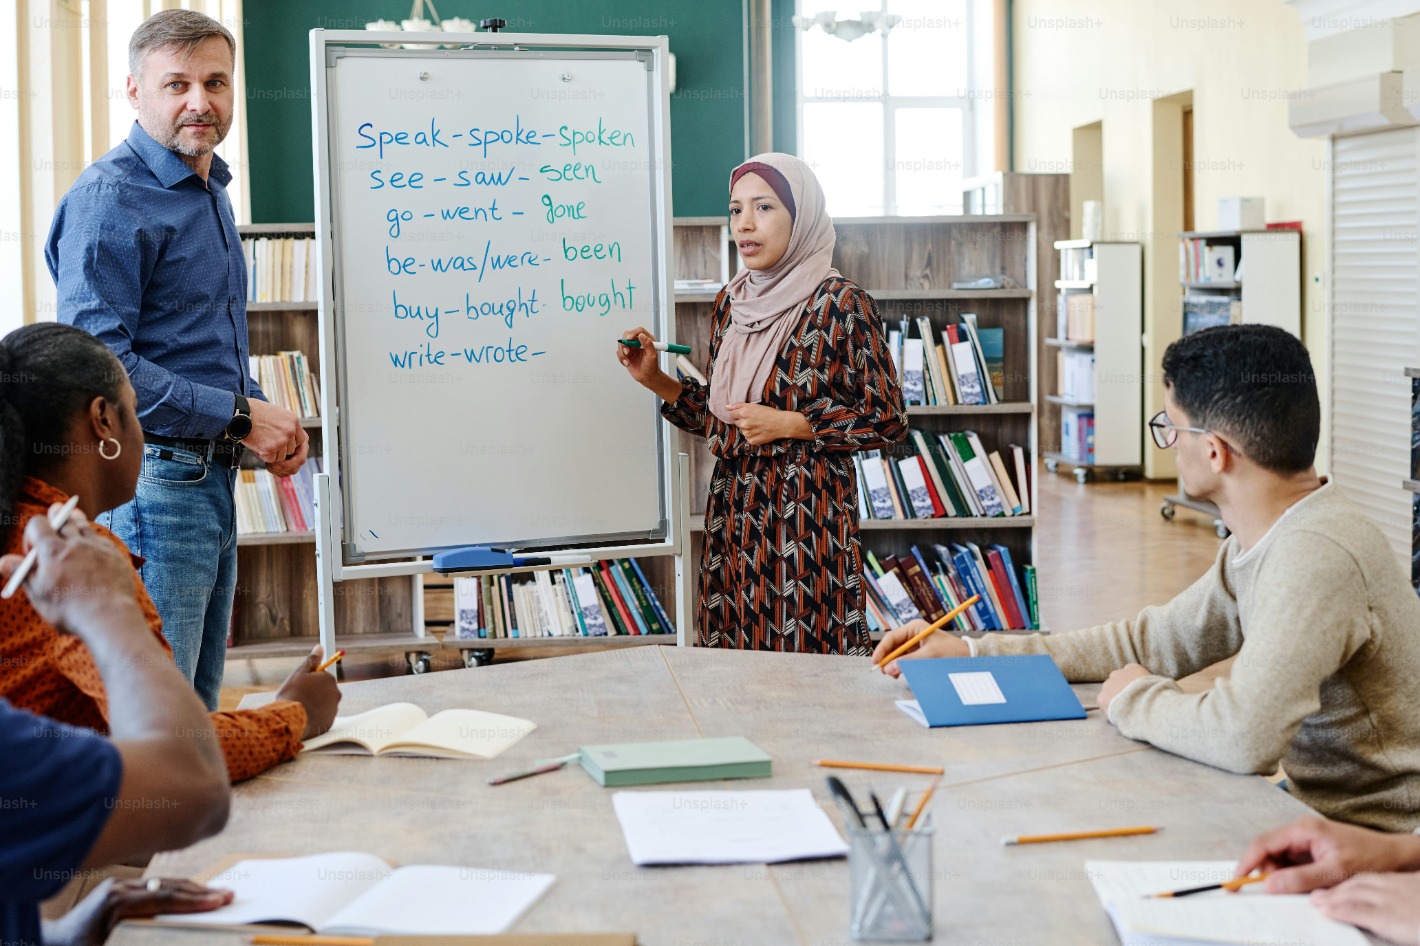 Speak-spoke-spoken
see-saw-seen
go-went-gone
be-was/were-been
buy-bought-bought
write-wrote-